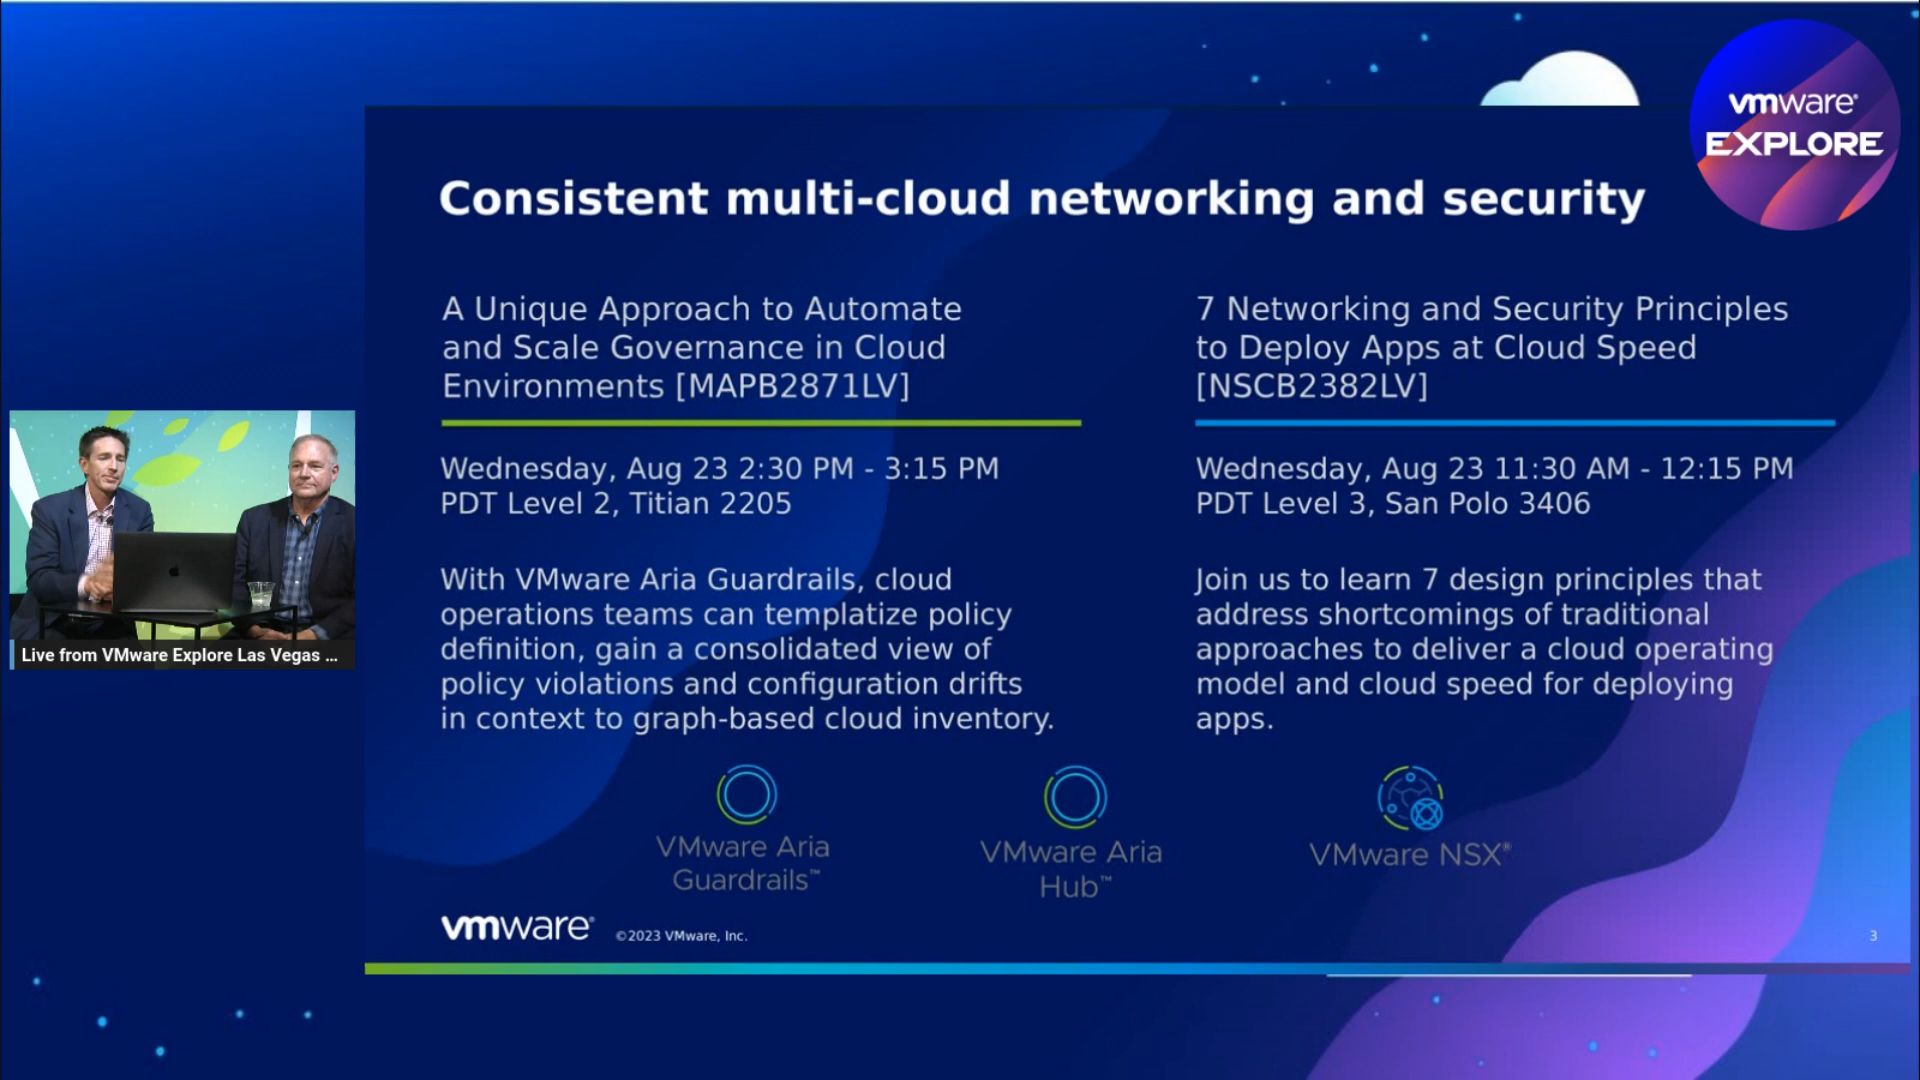 vmware®
EXPLORE
Consistent multi-cloud networking and security
A Unique Approach to Automate
and Scale Governance in Cloud
Environments [MAPB2871LV]
Wednesday, Aug 23 2:30 PM - 3:15 PM
PDT Level 2, Titian 2205
With VMware Aria Guardrails, cloud
operations teams can templatize policy
definition, gain a consolidated view of
policy violations and configuration drifts
in context to graph-based cloud inventory.
7 Networking and Security Principles
to Deploy Apps at Cloud Speed
[NSCB2382LV]
Wednesday, Aug 23 11:30 AM - 12:15 PM
PDT Level 3, San Polo 3406
Join us to learn 7 design principles that
address shortcomings of traditional
approaches to deliver a cloud operating
model and cloud speed for deploying
apps.
Live from VMware Explore Las Vegas ...
VMware Aria
Guardrails™
VMware Aria
Hub™
VMware NSX®
vmware® ©2023 VMware, Inc.
3